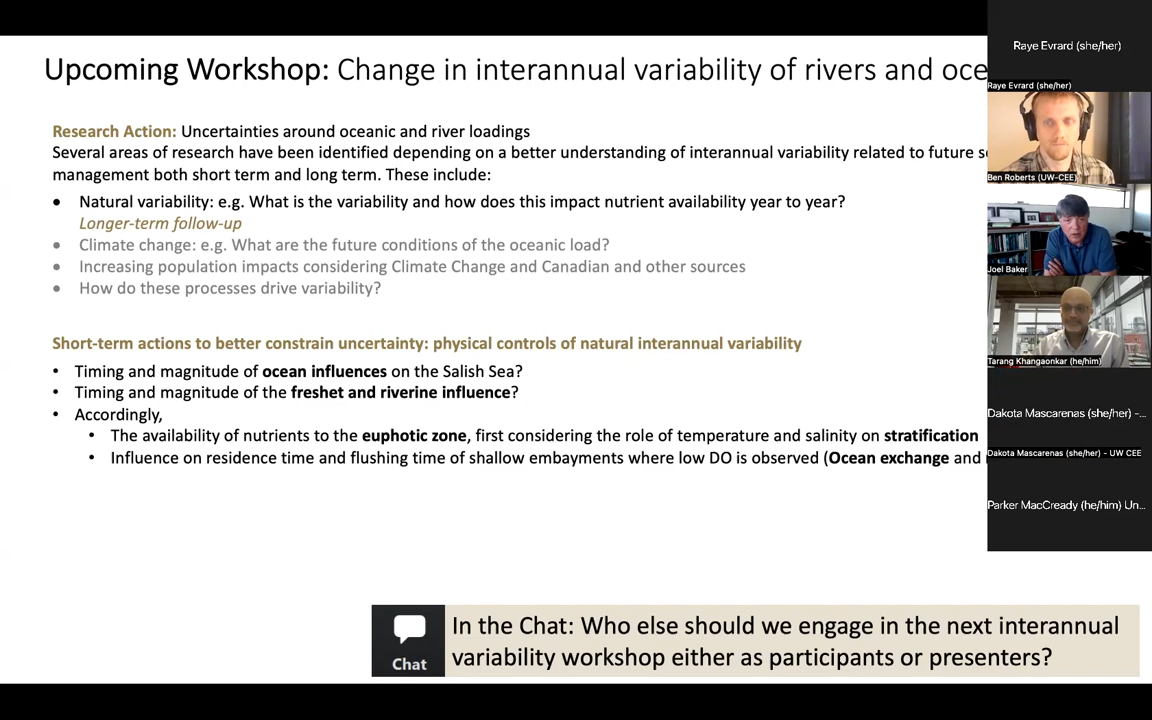 Upcoming Workshop: Change in interannual variability of rivers and oce
Research Action: Uncertainties around oceanic and river loadings
Several areas of research have been identified depending on a better understanding of interannual variability related to future s
management both short term and long term. These include:
• Natural variability: e.g. What is the variability and how does this impact nutrient availability year to year?
Longer-term follow-up
• Climate change: e.g. What are the future conditions of the oceanic load?
• Increasing population impacts considering Climate Change and Canadian and other sources
• How do these processes drive variability?
Short-term actions to better constrain uncertainty: physical controls of natural interannual variability
• Timing and magnitude of ocean influences on the Salish Sea?
• Timing and magnitude of the freshet and riverine influence?
• Accordingly,
• The availability of nutrients to the euphotic zone, first considering the role of temperature and salinity on stratification
• Influence on residence time and flushing time of shallow embayments where low DO is observed (Ocean exchange and
Chat
In the Chat: Who else should we engage in the next interannual
variability workshop either as participants or presenters?
Raye Evrard (she/her)
Raye Evrard (she/her)
Ben Roberts (UW-CEE)
Joel Baker
Tarang Khangaonkar (he/him)
Dakota Mascarenas (she/her) -...
Dakota Mascarenas (she/her) - UW CEE
Parker MacCready (he/him) Un...